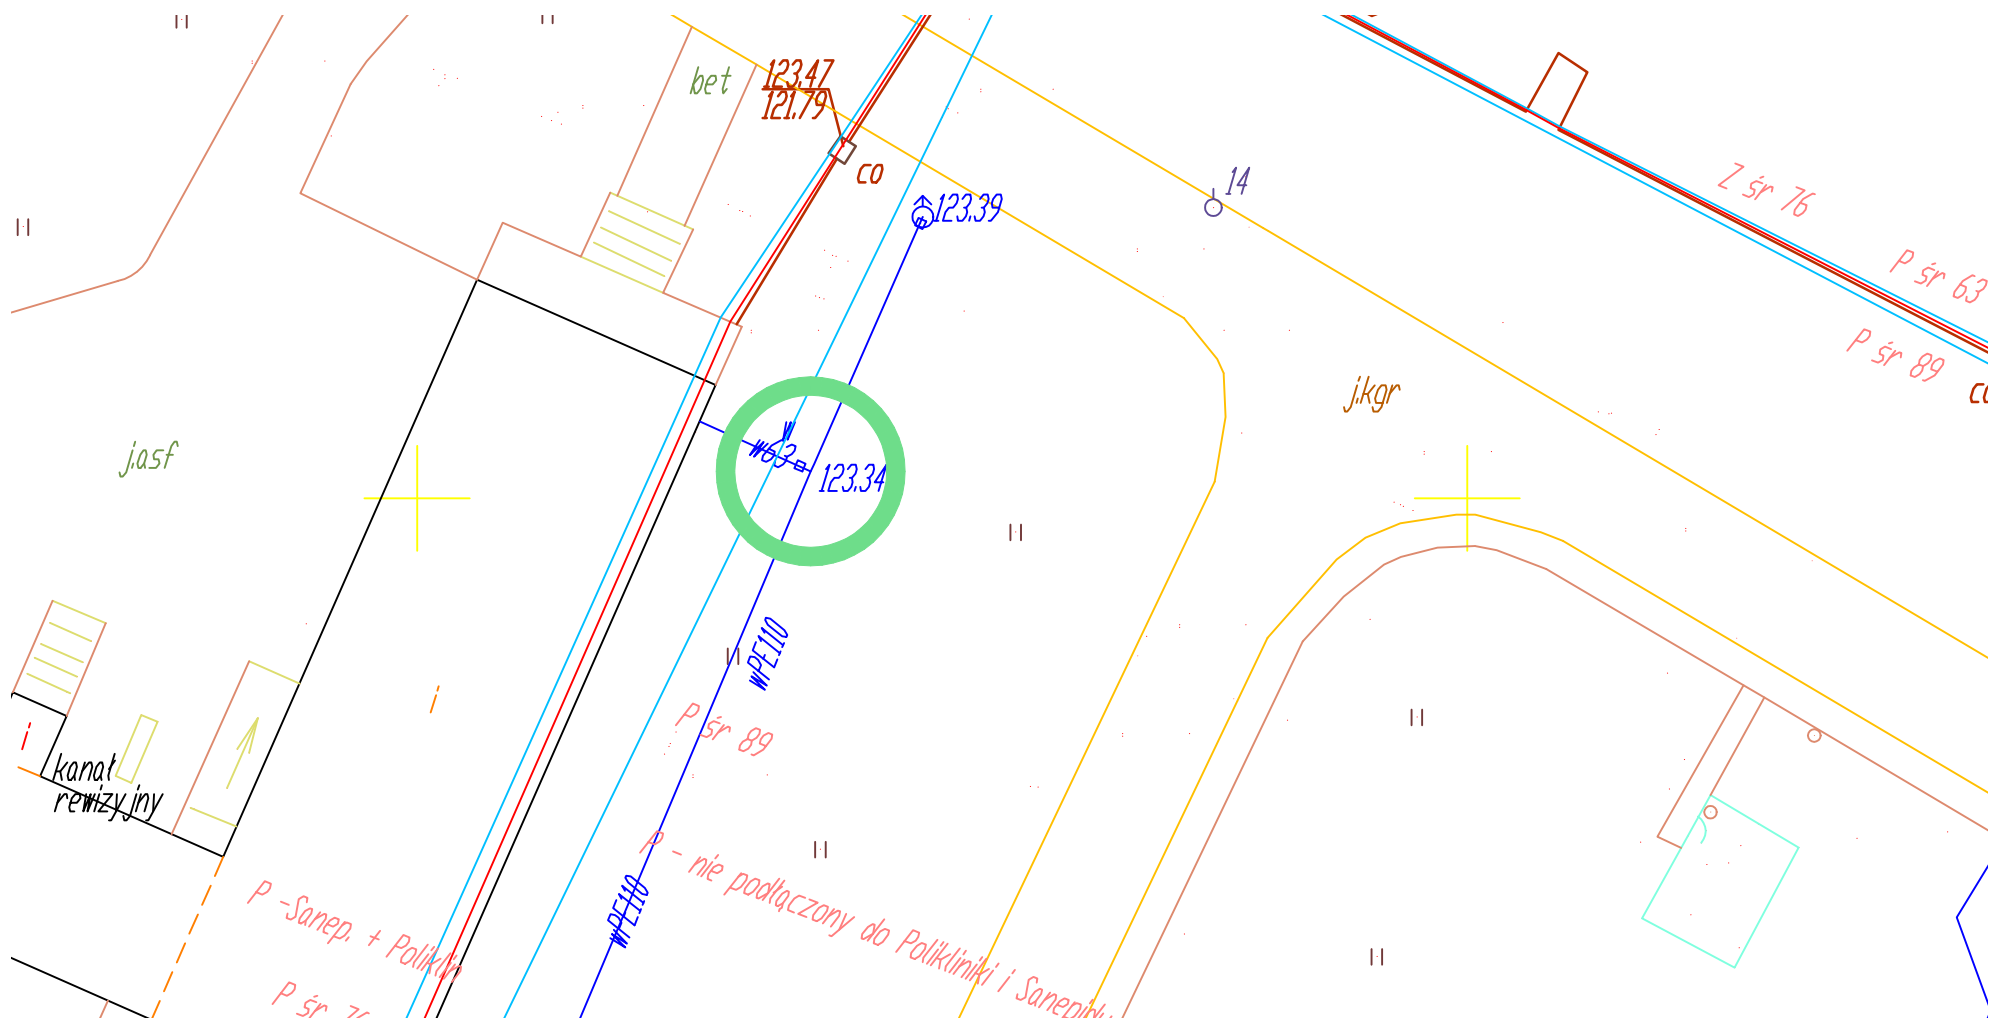 bet
123.47
121.79
co
123.39
14
Z śr 76
P śr 63
P śr 89
j.kgr
j.asf
w63
123.34
wPE110
i
P śr 89
i
kanał
rewizyjny
P - nie podłączony do Polikliniki i Sanepidu
wPE110
P -Sanep. + Poliklin
P śr 76